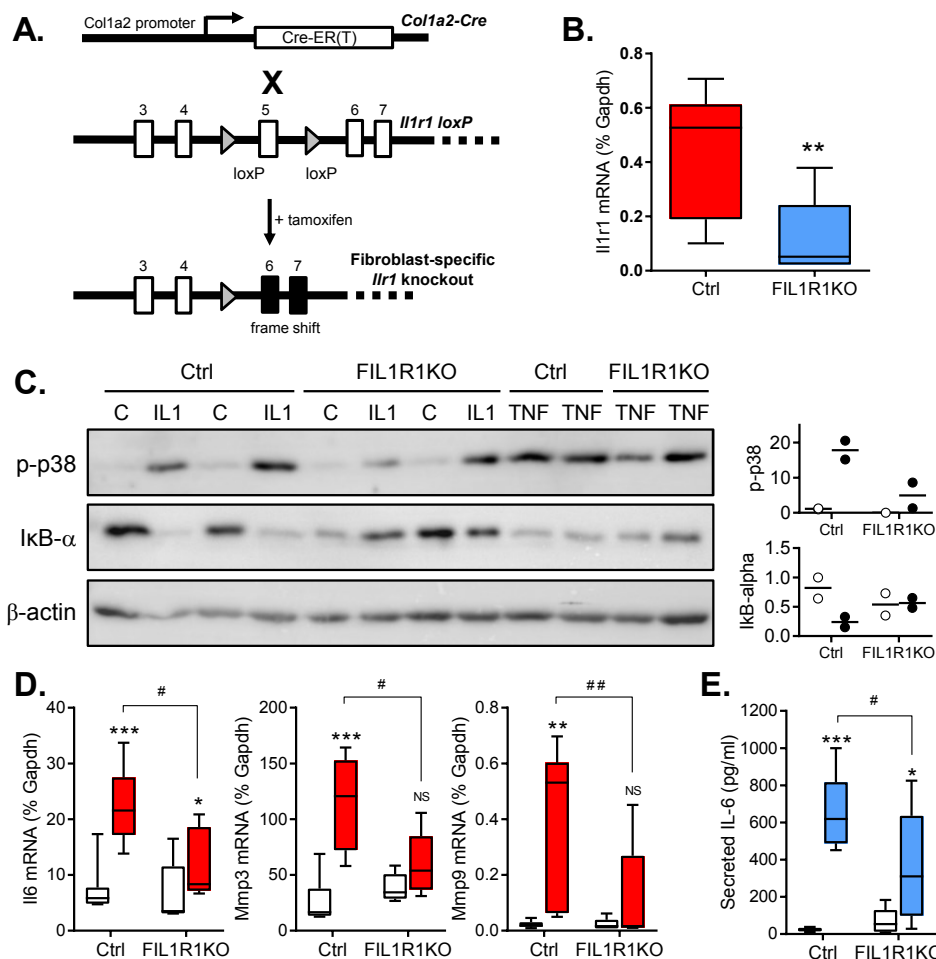 A.
Col1a2 promoter
Col1a2-Cre
Cre-ER(T)
X
3 4 5 6 7
Il1r1 loxP
loxP loxP
+ tamoxifen
3 4 6 7
Fibroblast-specific
Ilr1 knockout
frame shift
B.
Il1r1 mRNA (% Gapdh)
0.8
0.6
0.4
0.2
0.0
**
Ctrl FIL1R1KO
C.
Ctrl FIL1R1KO Ctrl FIL1R1KO
C IL1 C IL1 C IL1 C IL1 TNF TNF TNF TNF
p-p38
IκB-α
β-actin
p-p38
20
10
0
Ctrl FIL1R1KO
IkB-alpha
1.5
1.0
0.5
0.0
Ctrl FIL1R1KO
D.
Il6 mRNA (% Gapdh)
40
30
20
10
0
#
***
*
Ctrl FIL1R1KO
Mmp3 mRNA (% Gapdh)
200
150
100
50
0
#
***
NS
Ctrl FIL1R1KO
Mmp9 mRNA (% Gapdh)
0.8
0.6
0.4
0.2
0.0
##
**
NS
Ctrl FIL1R1KO
E.
Secreted IL-6 (pg/ml)
1200
1000
800
600
400
200
0
#
***
*
Ctrl FIL1R1KO